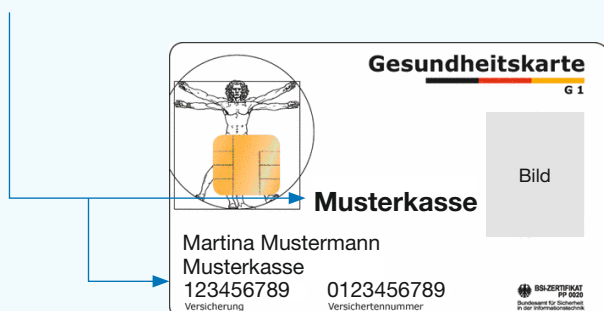 Gesundheitskarte
G 1
Bild
Musterkasse
Martina Mustermann
Musterkasse
123456789 0123456789
Versicherung Versichertennummer
BSI-ZERTIFIKAT
PP 0020
Bundesamt für Sicherheit
in der Informationstechnik